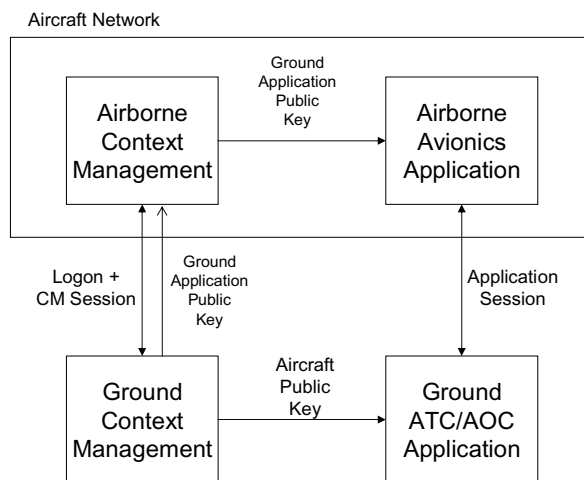 Aircraft Network
Ground
Application
Public
Key
Airborne
Context
Management
Airborne
Avionics
Application
Logon +
CM Session
Ground
Application
Public
Key
Application
Session
Ground
Context
Management
Aircraft
Public
Key
Ground
ATC/AOC
Application